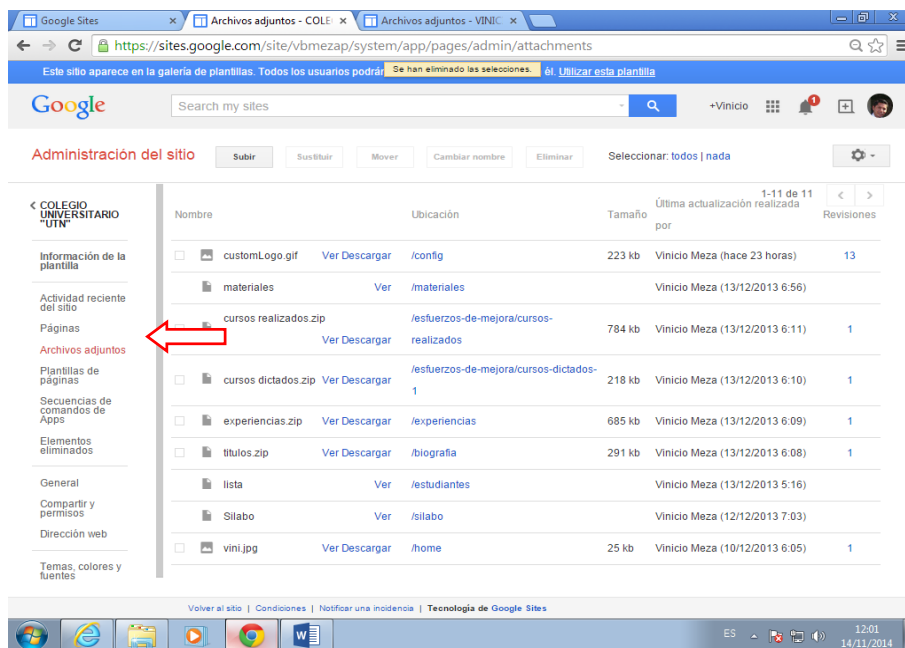 Google Sites
Archivos adjuntos - COLE
Archivos adjuntos - VINIC
https://sites.google.com/site/vbmezap/system/app/pages/admin/attachments
Este sitio aparece en la galería de plantillas. Todos los usuarios podrár
Se han eliminado las selecciones.
él. Utilizar esta plantilla
Google
Search my sites
+Vinicio
1
Administración del sitio
Subir
Sustituir
Mover
Cambiar nombre
Eliminar
Seleccionar: todos | nada
COLEGIO
UNIVERSITARIO
"UTN"
Información de la
plantilla
Actividad reciente
del sitio
Páginas
Archivos adjuntos
Plantillas de
páginas
Secuencias de
comandos de
Apps
Elementos
eliminados
General
Compartir y
permisos
Dirección web
Temas, colores y
fuentes
1-11 de 11
Nombre Ubicación Tamaño Última actualización realizada por Revisiones
customLogo.gif Ver Descargar /config 223 kb Vinicio Meza (hace 23 horas) 13
materiales Ver /materiales Vinicio Meza (13/12/2013 6:56)
cursos realizados.zip Ver Descargar /esfuerzos-de-mejora/cursos-
realizados 784 kb Vinicio Meza (13/12/2013 6:11) 1
cursos dictados.zip Ver Descargar /esfuerzos-de-mejora/cursos-dictados-
1 218 kb Vinicio Meza (13/12/2013 6:10) 1
experiencias.zip Ver Descargar /experiencias 685 kb Vinicio Meza (13/12/2013 6:09) 1
titulos.zip Ver Descargar /biografia 291 kb Vinicio Meza (13/12/2013 6:08) 1
lista Ver /estudiantes Vinicio Meza (13/12/2013 5:16)
Silabo Ver /silabo Vinicio Meza (12/12/2013 7:03)
vini.jpg Ver Descargar /home 25 kb Vinicio Meza (10/12/2013 6:05) 1
Volver al sitio | Condiciones | Notificar una incidencia | Tecnología de Google Sites
ES
12:01
14/11/2014